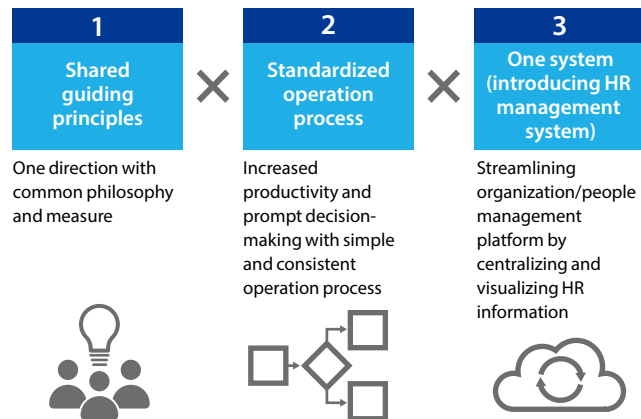 1
Shared
guiding
principles
×
2
Standardized
operation
process
×
3
One system
(introducing HR
management
system)
One direction with
common philosophy
and measure
Increased
productivity and
prompt decision-
making with simple
and consistent
operation process
Streamlining
organization/people
management
platform by
centralizing and
visualizing HR
information